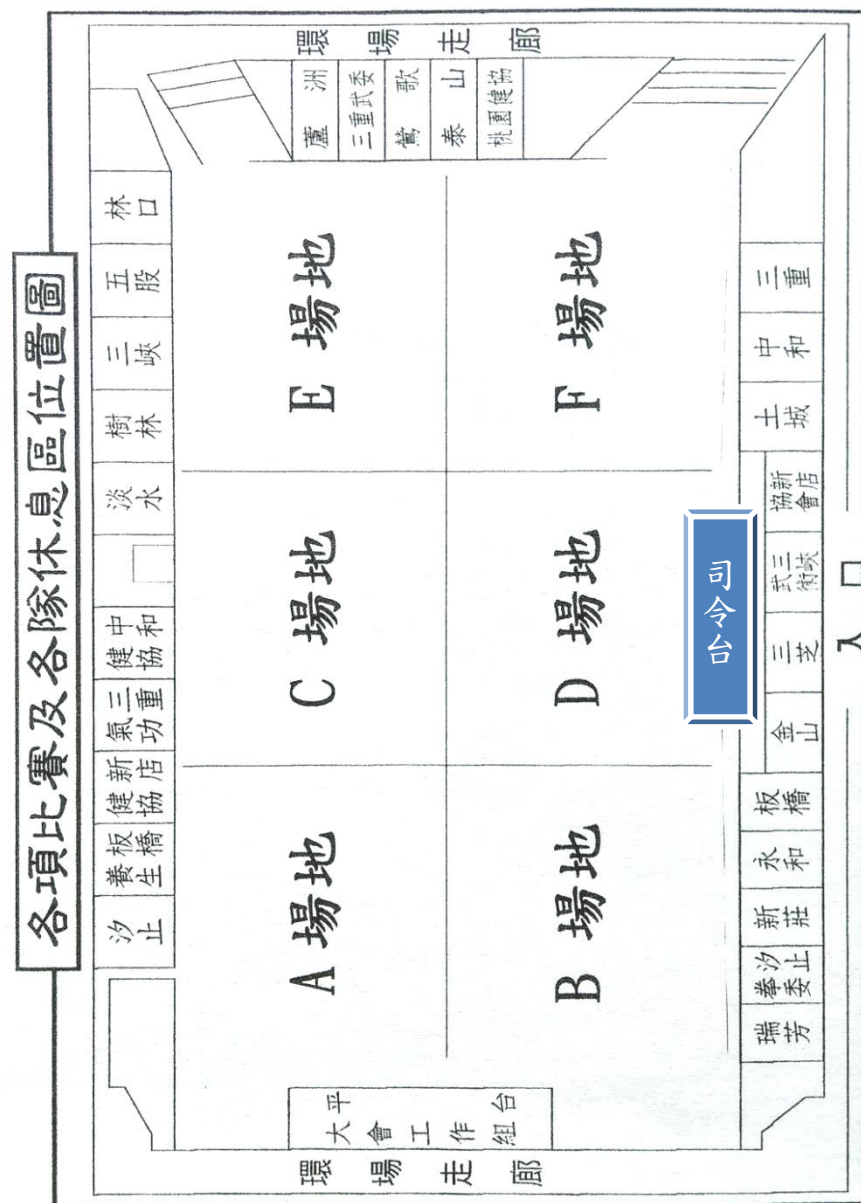 各項比賽及各隊休息區位置圖
環場走廊
蘆洲
三重武委
鶯歌
泰山
桃園健協
林口
五股
三峽
樹林
淡水
中和健協
三重氣功
新店健協
板橋養生
汐止
E 場地
F 場地
C 場地
D 場地
A 場地
B 場地
司令台
三重
中和
土城
新店協會
三峽武術
三芝
金山
板橋
永和
新莊
汐止拳委
瑞芳
入口
平台
大會工作組
環場走廊